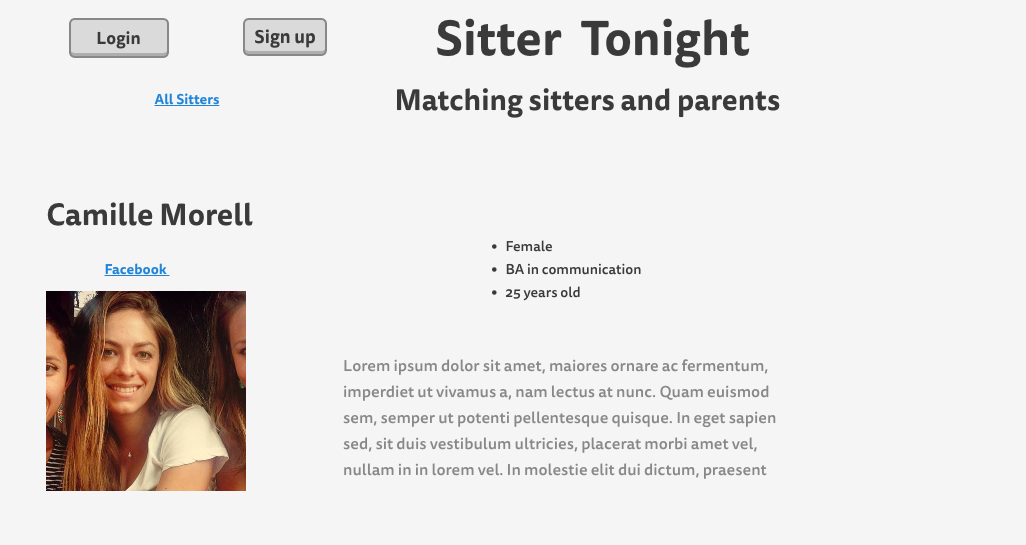 Login
Sign up
Sitter Tonight
All Sitters
Matching sitters and parents
Camille Morell
Facebook
• Female
• BA in communication
• 25 years old
Lorem ipsum dolor sit amet, maiores ornare ac fermentum,
imperdiet ut vivamus a, nam lectus at nunc. Quam euismod
sem, semper ut potenti pellentesque quisque. In eget sapien
sed, sit duis vestibulum ultricies, placerat morbi amet vel,
nullam in in lorem vel. In molestie elit dui dictum, praesent